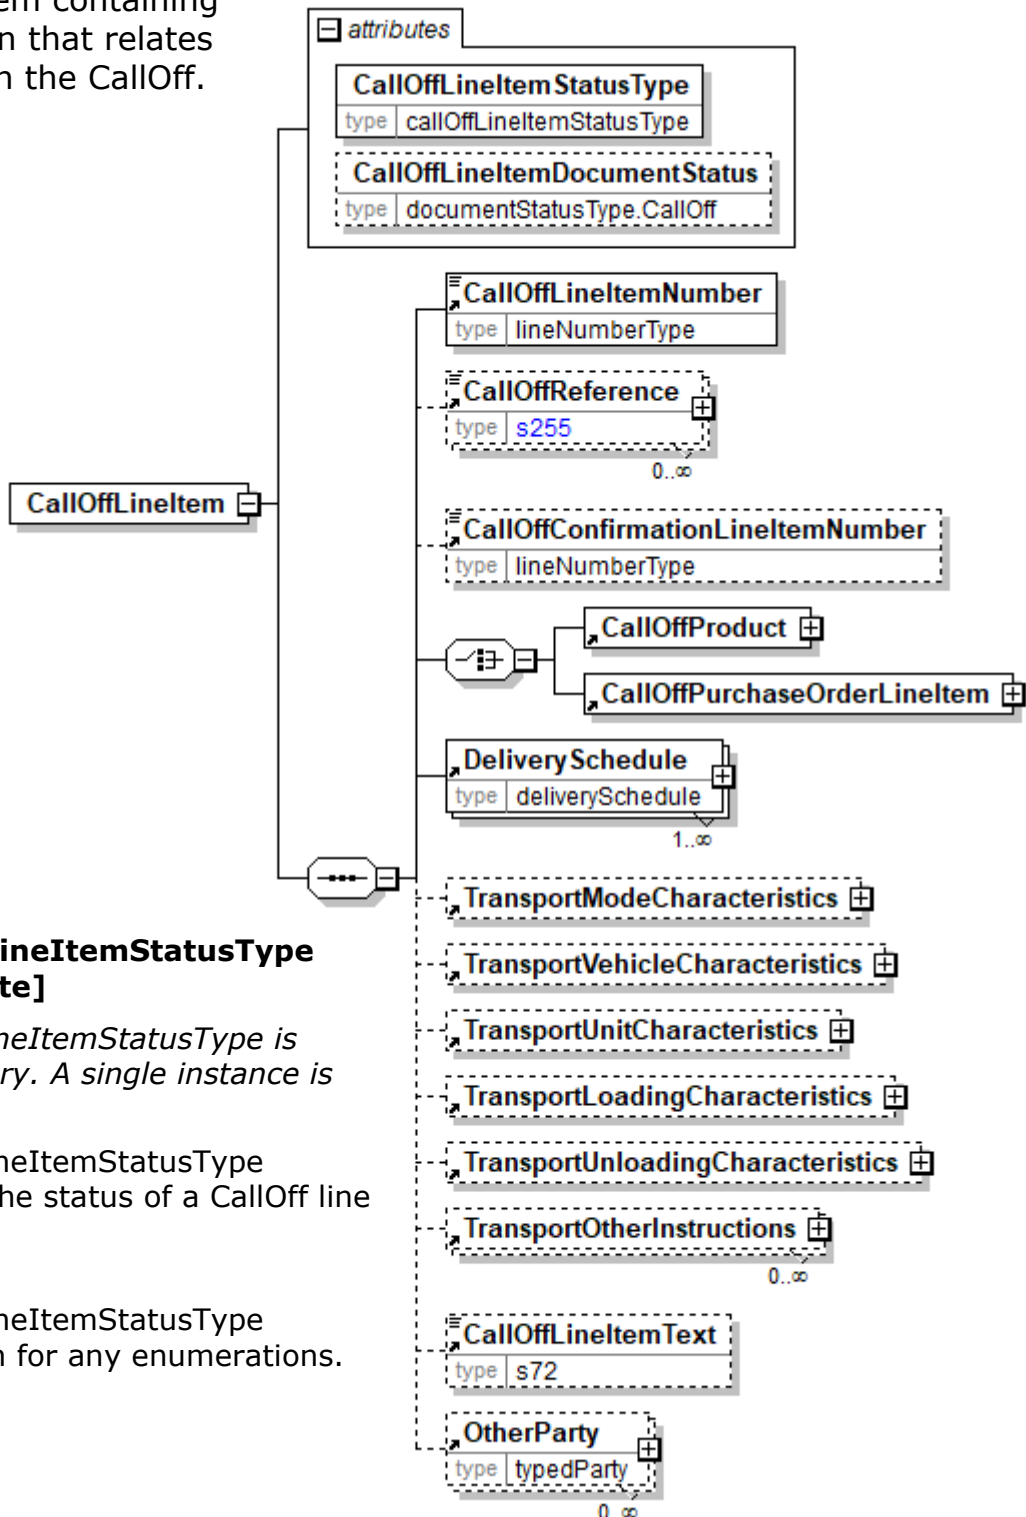 em containing
n that relates
n the CallOff.
attributes
CallOffLineItemStatusType
type callOffLineItemStatusType
CallOffLineItemDocumentStatus
type documentStatusType.CallOff
CallOffLineItemNumber
type lineNumberType
CallOffReference
type s255
0..∞
CallOffLineItem
CallOffConfirmationLineItemNumber
type lineNumberType
CallOffProduct
CallOffPurchaseOrderLineItem
DeliverySchedule
type deliverySchedule
1..∞
TransportModeCharacteristics
TransportVehicleCharacteristics
TransportUnitCharacteristics
TransportLoadingCharacteristics
TransportUnloadingCharacteristics
TransportOtherInstructions
0..∞
CallOffLineItemText
type s72
OtherParty
type typedParty
0..∞
ineItemStatusType
te]
neItemStatusType is
ry. A single instance is
neItemStatusType
he status of a CallOff line
neItemStatusType
n for any enumerations.